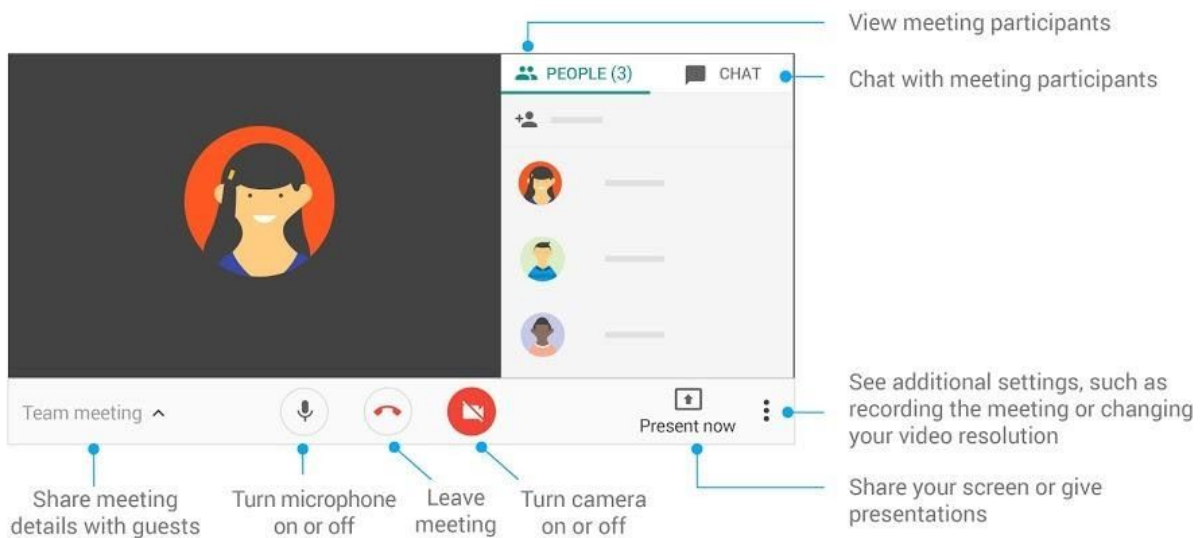 View meeting participants
PEOPLE (3)
CHAT
Chat with meeting participants
Team meeting
Present now
See additional settings, such as
recording the meeting or changing
your video resolution
Share meeting
details with guests
Turn microphone
on or off
Leave
meeting
Turn camera
on or off
Share your screen or give
presentations